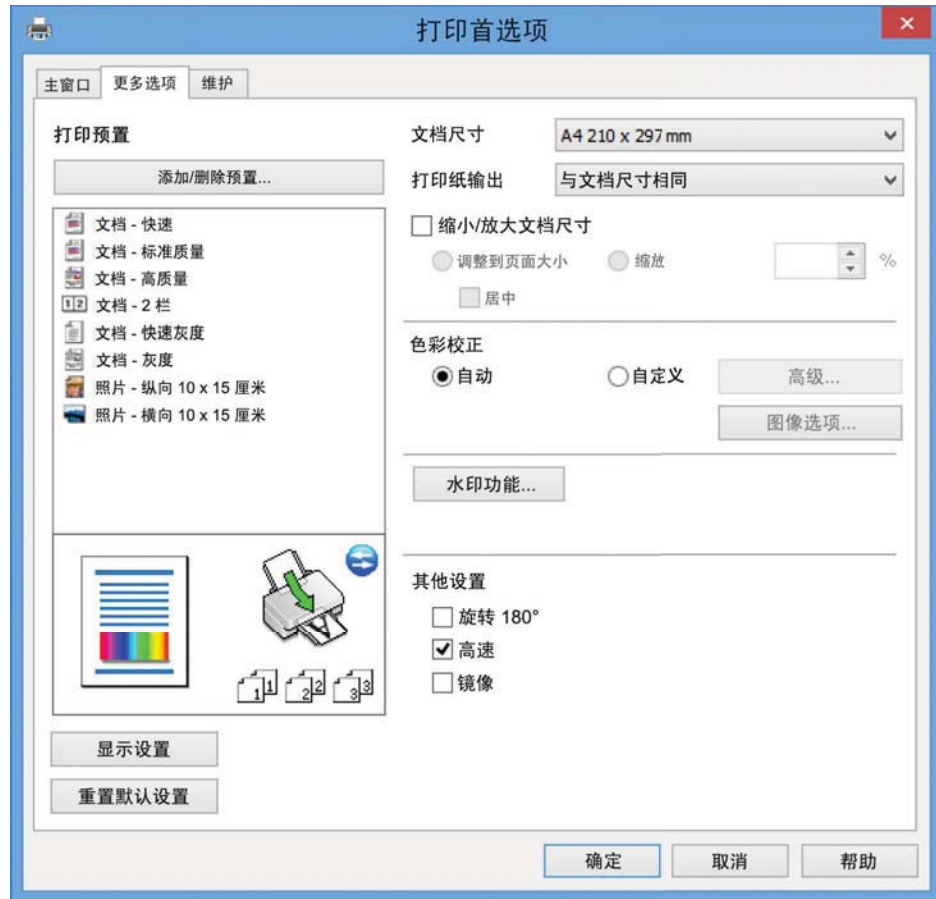 打印首选项
主窗口
更多选项
维护
打印预置
添加/删除预置...
文档 - 快速
文档 - 标准质量
文档 - 高质量
1 2
文档 - 2 栏
文档 - 快速灰度
文档 - 灰度
照片 - 纵向 10 x 15 厘米
照片 - 横向 10 x 15 厘米
1 1 2 2 3 3
显示设置
重置默认设置
文档尺寸
A4 210 x 297 mm
打印纸输出
与文档尺寸相同
缩小/放大文档尺寸
调整到页面大小
缩放
%
居中
色彩校正
自动
自定义
高级...
图像选项...
水印功能...
其他设置
旋转 180°
高速
镜像
确定
取消
帮助